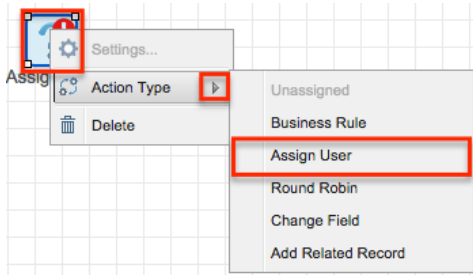 Settings...
Assig
Action Type
Delete
Unassigned
Business Rule
Assign User
Round Robin
Change Field
Add Related Record